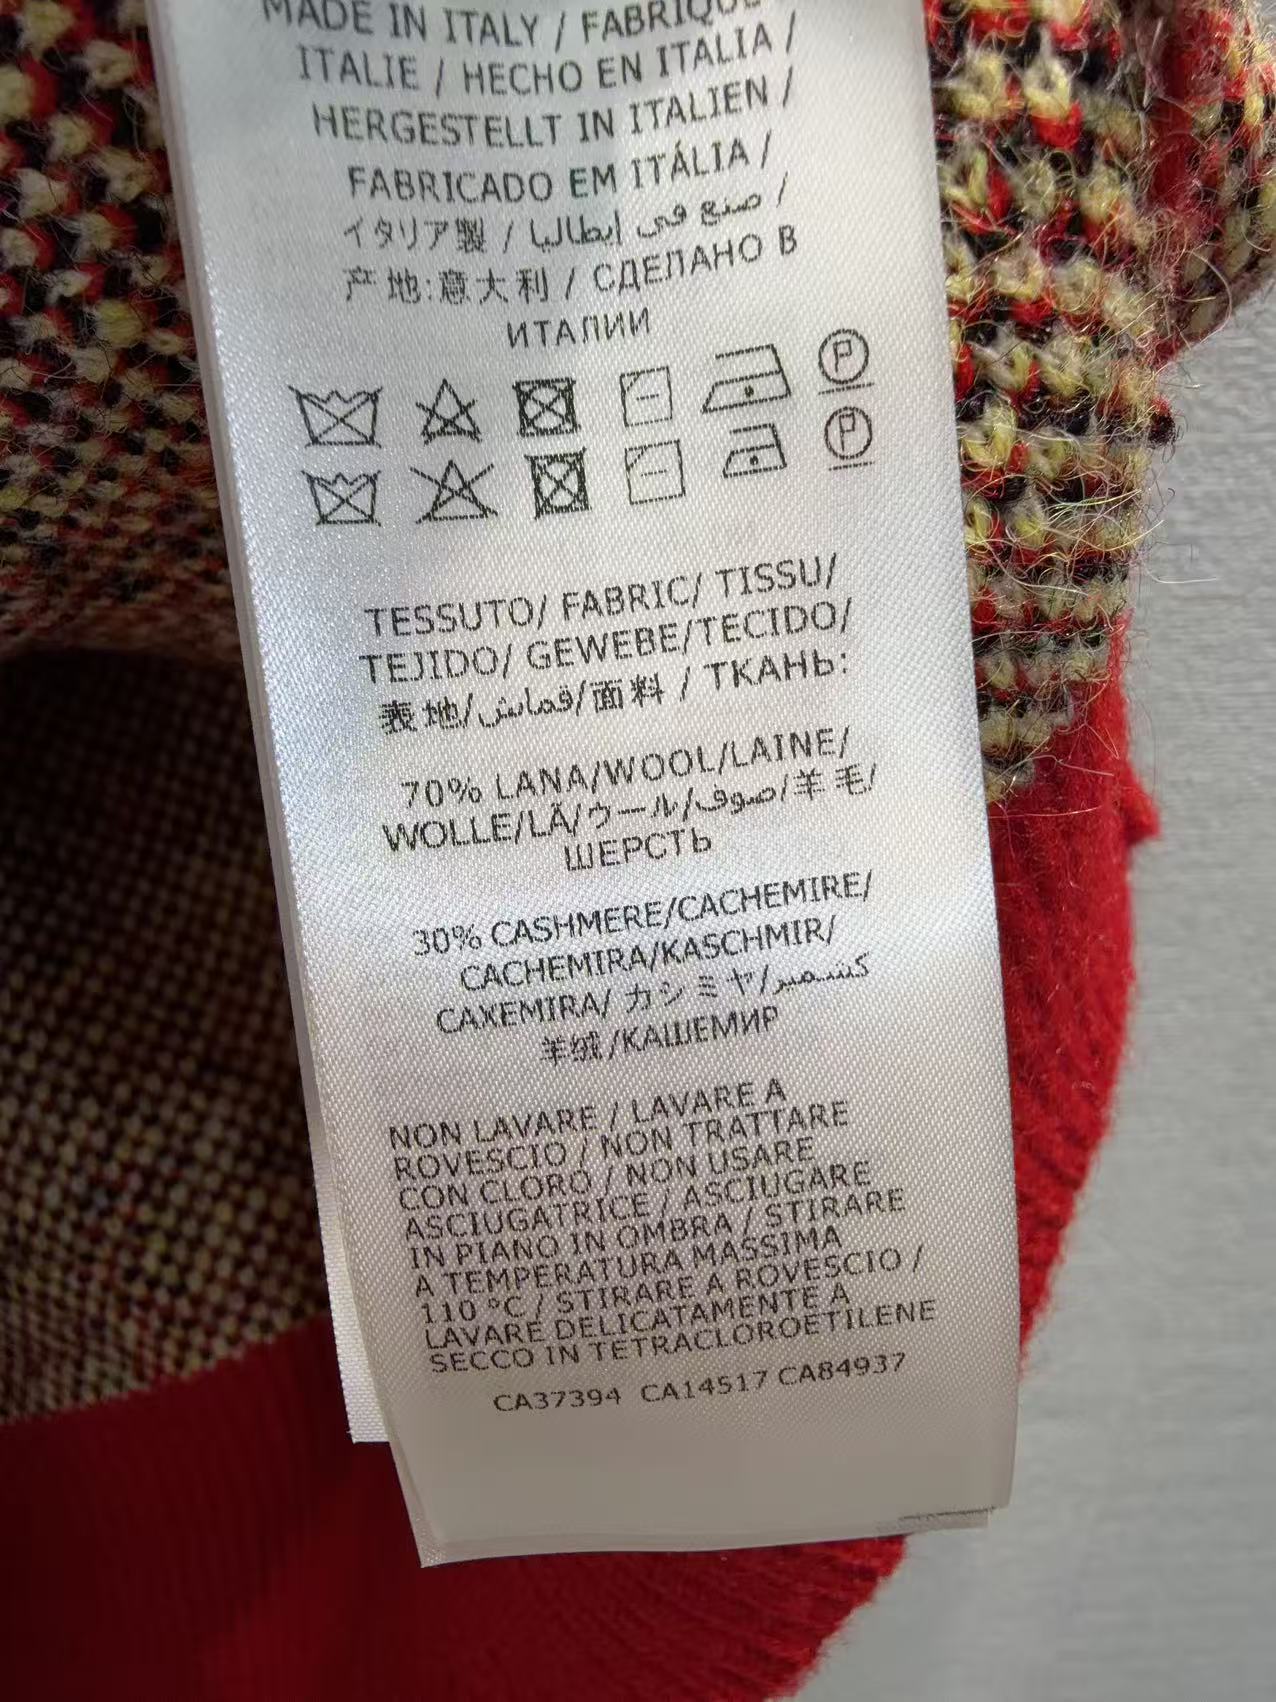 MADE IN ITALY / FABRIQUÉ
ITALIE / HECHO EN ITALIA /
HERGESTELLT IN ITALIEN /
FABRICADO EM ITÁLIA /
イタリア製 / صنع في إيطاليا /
产地:意大利 / СДЕЛАНО В
ИТАЛИИ
P
P
TESSUTO/ FABRIC/ TISSU/
TEJIDO/ GEWEBE/TECIDO/
表地/قماش/面料 / ТКАНЬ:
70% LANA/WOOL/LAINE/
WOLLE/LÃ/ウール/صوف/羊毛/
ШЕРСТЬ
30% CASHMERE/CACHEMIRE/
CACHEMIRA/KASCHMIR/
CAXEMIRA/ カシミヤ/كشمير
羊绒/КАШЕМИР
NON LAVARE / LAVARE A
ROVESCIO / NON TRATTARE
CON CLORO / NON USARE
ASCIUGATRICE / ASCIUGARE
IN PIANO IN OMBRA / STIRARE
A TEMPERATURA MASSIMA
110 °C / STIRARE A ROVESCIO /
LAVARE DELICATAMENTE A
SECCO IN TETRACLOROETILENE
CA37394 CA14517 CA84937